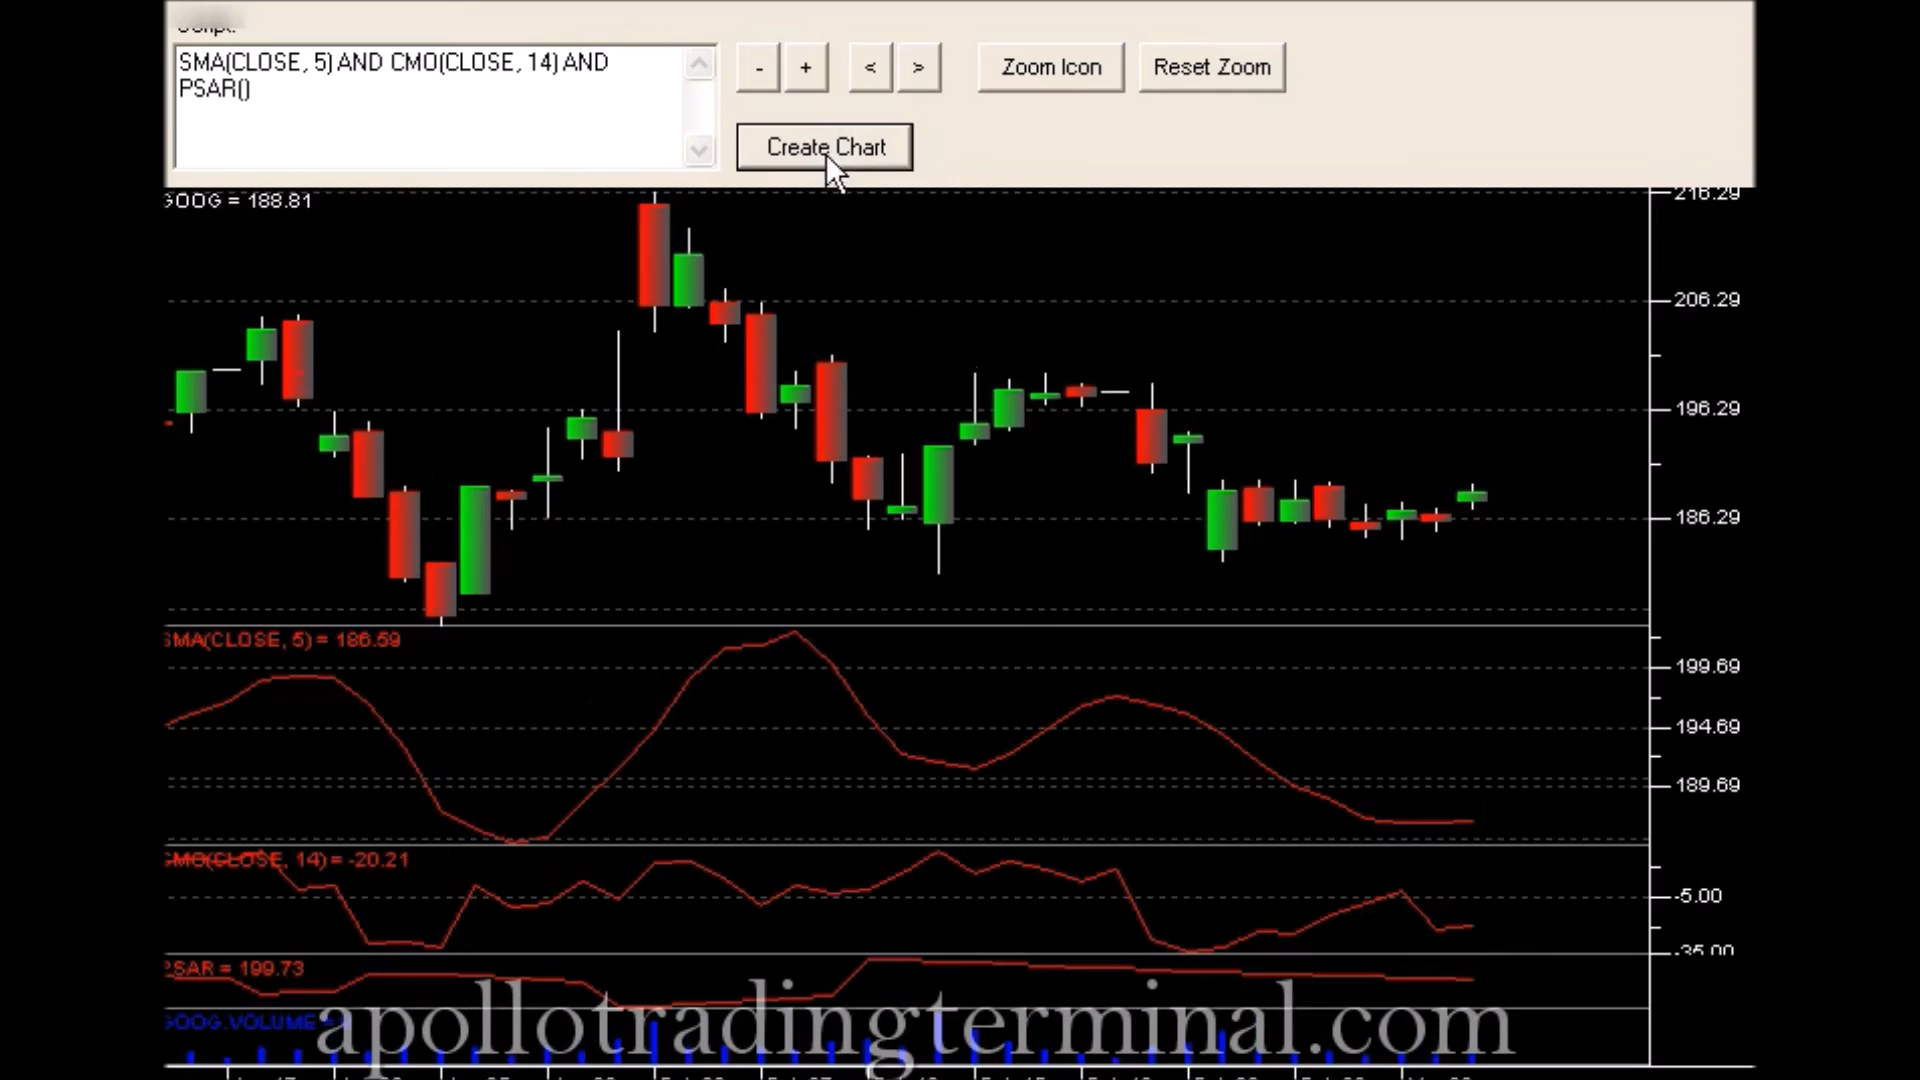 Script:
SMA(CLOSE, 5) AND CMO(CLOSE, 14) AND
PSAR()
- + < > Zoom Icon Reset Zoom
Create Chart
GOOG = 188.81
216.29
206.29
196.29
186.29
SMA(CLOSE, 5) = 186.59
199.69
194.69
189.69
CMO(CLOSE, 14) = -20.21
-5.00
-35.00
PSAR = 199.73
GOOG.VOLUME =
apollotradingterminal.com